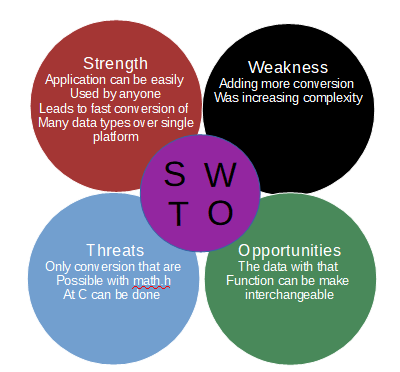 Strength
Application can be easily
Used by anyone
Leads to fast conversion of
Many data types over single
platform
Weakness
Adding more conversion
Was increasing complexity
S W
T O
Threats
Only conversion that are
Possible with math.h
At C can be done
Opportunities
The data with that
Function can be make
interchangeable